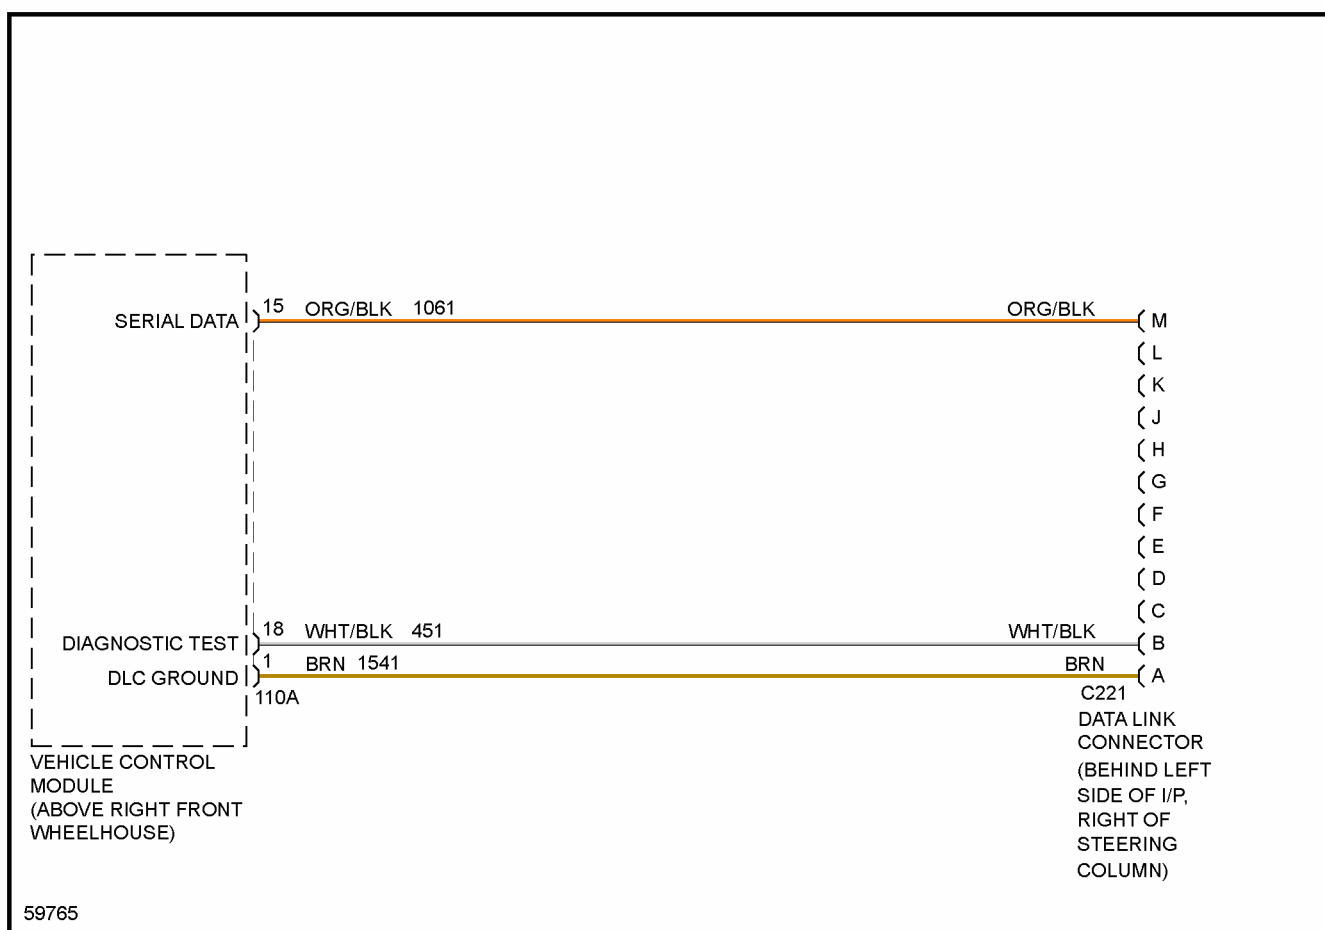 15 ORG/BLK 1061 ORG/BLK
SERIAL DATA M
L
K
J
H
G
F
E
D
C
18 WHT/BLK 451 WHT/BLK
DIAGNOSTIC TEST B
1 BRN 1541 BRN
DLC GROUND A
110A C221
VEHICLE CONTROL
MODULE
(ABOVE RIGHT FRONT
WHEELHOUSE)
DATA LINK
CONNECTOR
(BEHIND LEFT
SIDE OF I/P,
RIGHT OF
STEERING
COLUMN)
59765